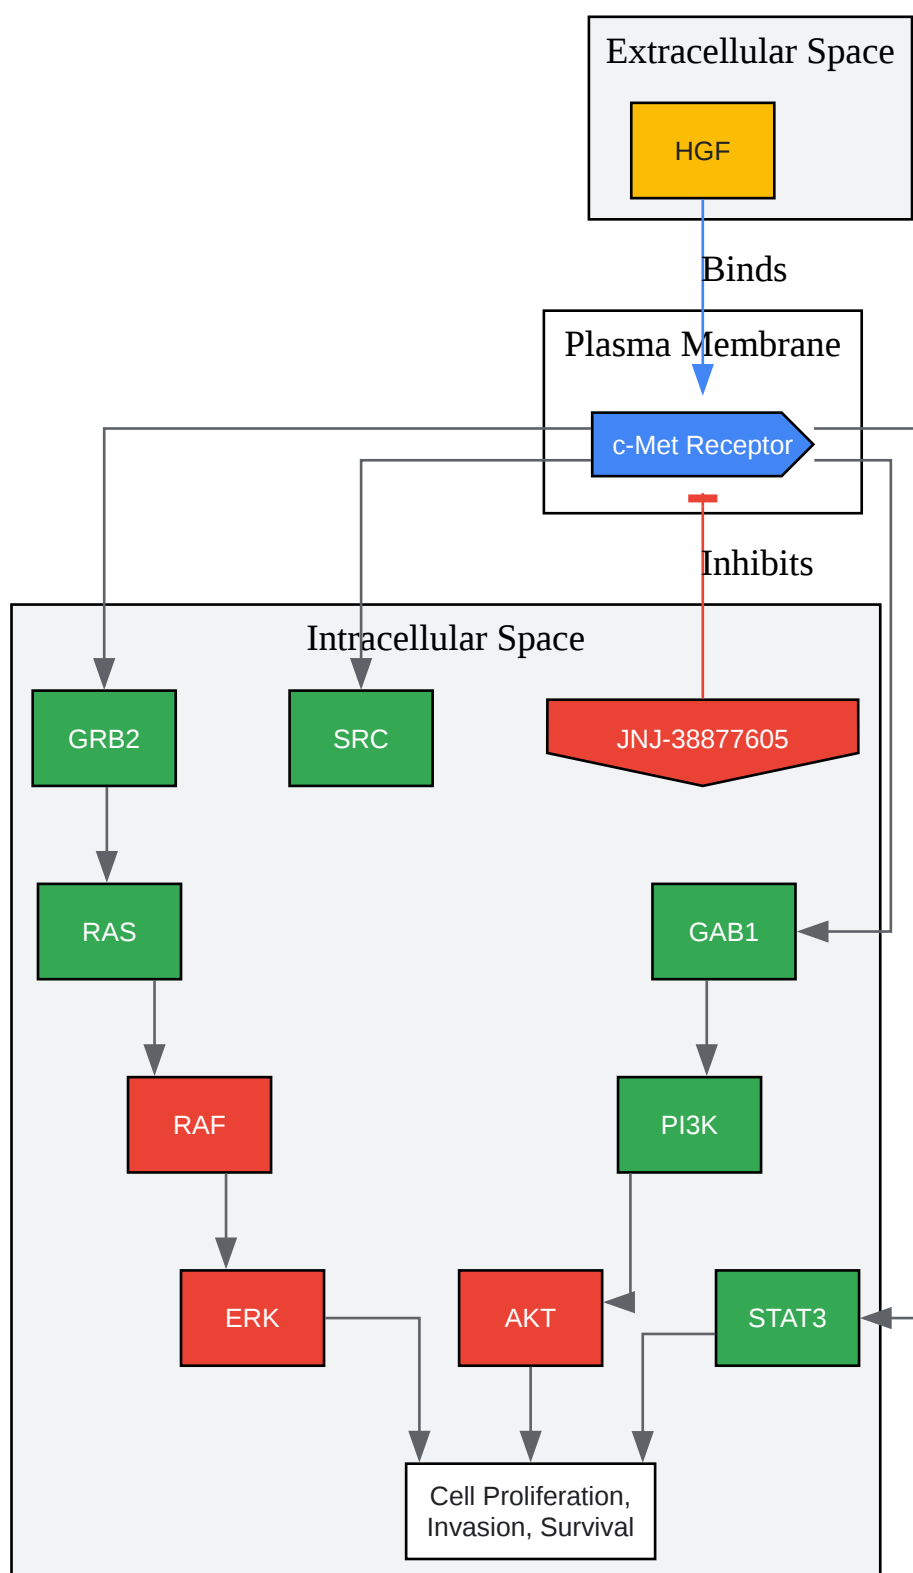 Extracellular Space
HGF
Binds
Plasma Membrane
c-Met Receptor
Inhibits
Intracellular Space
GRB2
SRC
JNJ-38877605
RAS
GAB1
RAF
PI3K
ERK
AKT
STAT3
Cell Proliferation,
Invasion, Survival